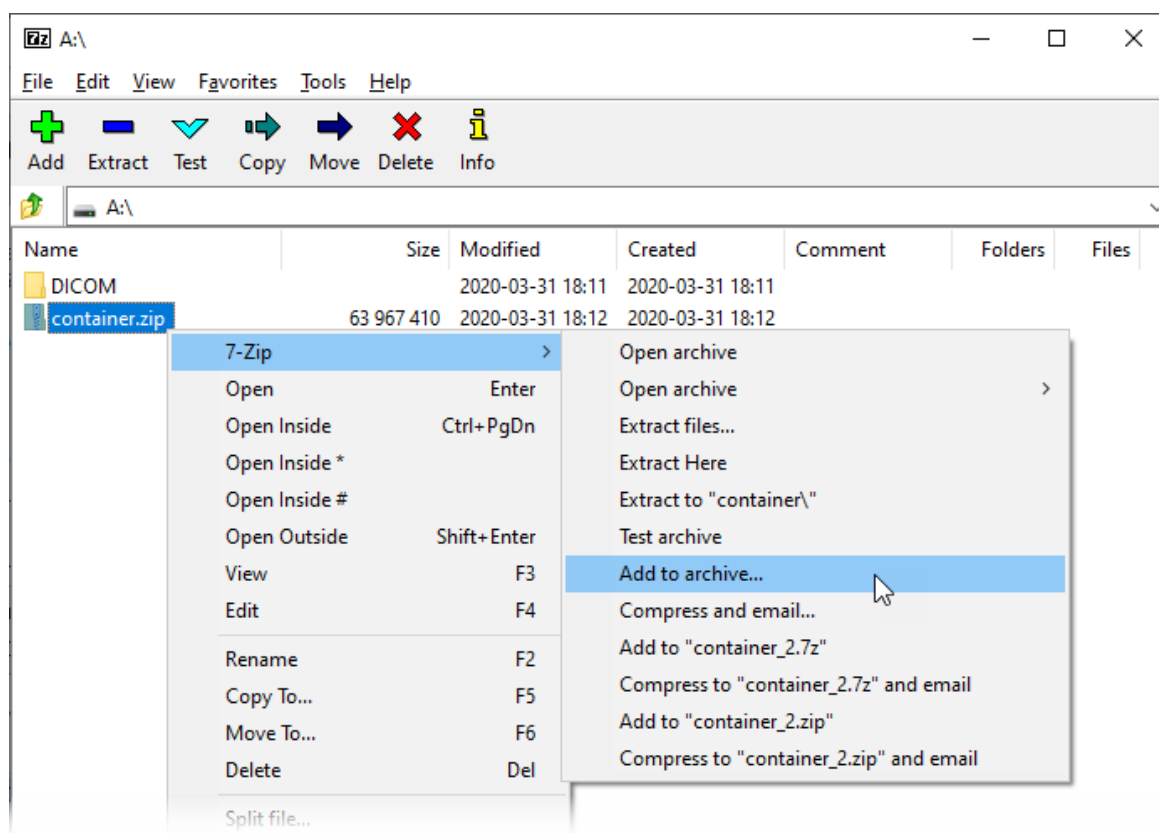 7z A:\
File Edit View Favorites Tools Help
Add Extract Test Copy Move Delete Info
A:\
Name Size Modified Created Comment Folders Files
DICOM 2020-03-31 18:11 2020-03-31 18:11
container.zip 63 967 410 2020-03-31 18:12 2020-03-31 18:12
7-Zip
Open Enter
Open Inside Ctrl+PgDn
Open Inside *
Open Inside #
Open Outside Shift+Enter
View F3
Edit F4
Rename F2
Copy To... F5
Move To... F6
Delete Del
Split file...
Open archive
Open archive
Extract files...
Extract Here
Extract to "container\"
Test archive
Add to archive...
Compress and email...
Add to "container_2.7z"
Compress to "container_2.7z" and email
Add to "container_2.zip"
Compress to "container_2.zip" and email